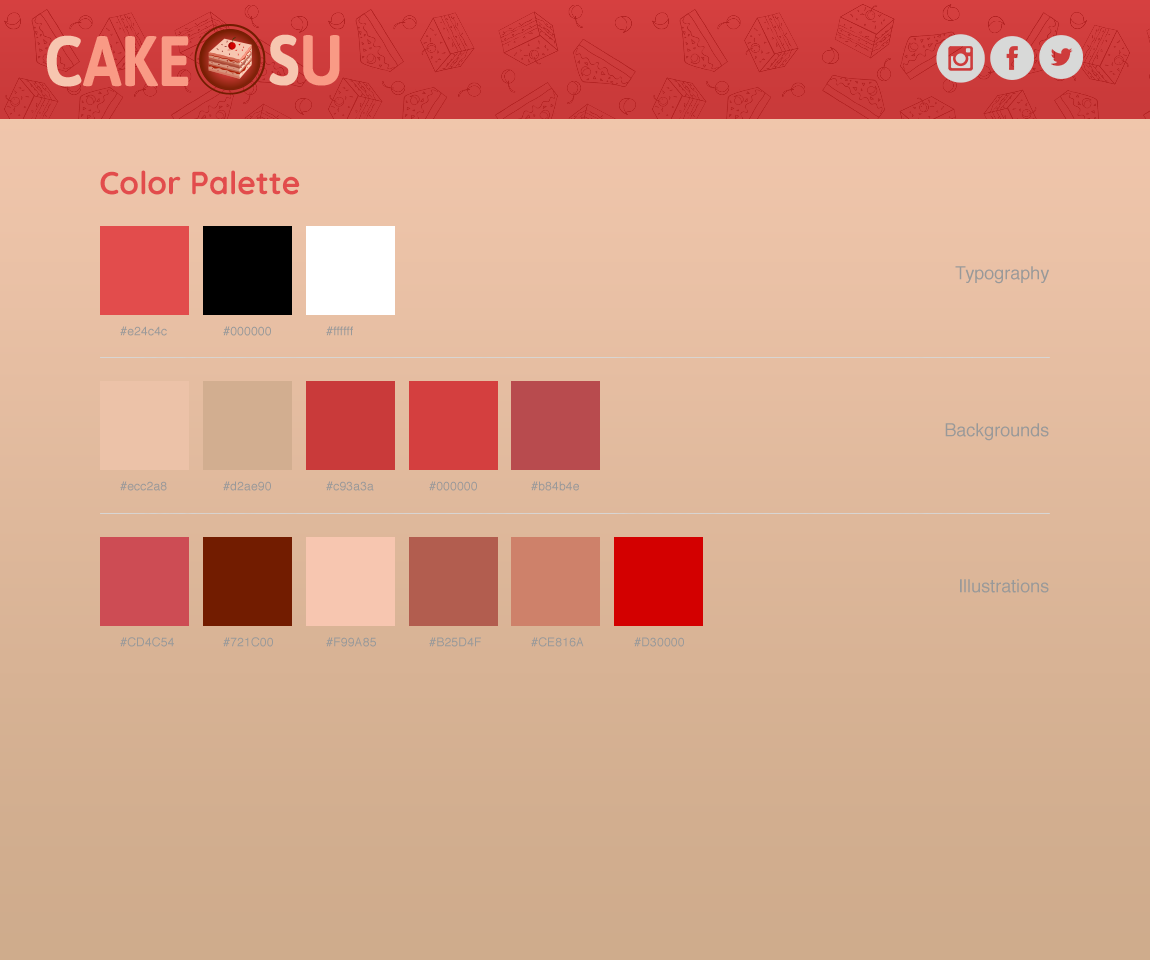 CAKE SU
Color Palette
#e24c4c #000000 #ffffff
Typography
#ecc2a8 #d2ae90 #c93a3a #000000 #b84b4e
Backgrounds
#CD4C54 #721C00 #F99A85 #B25D4F #CE816A #D30000
Illustrations